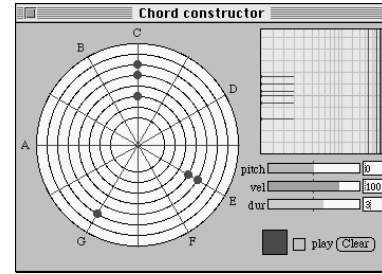 Chord constructor
C
B
D
A
E
G
F
pitch 0
vel 100
dur 3
play Clear